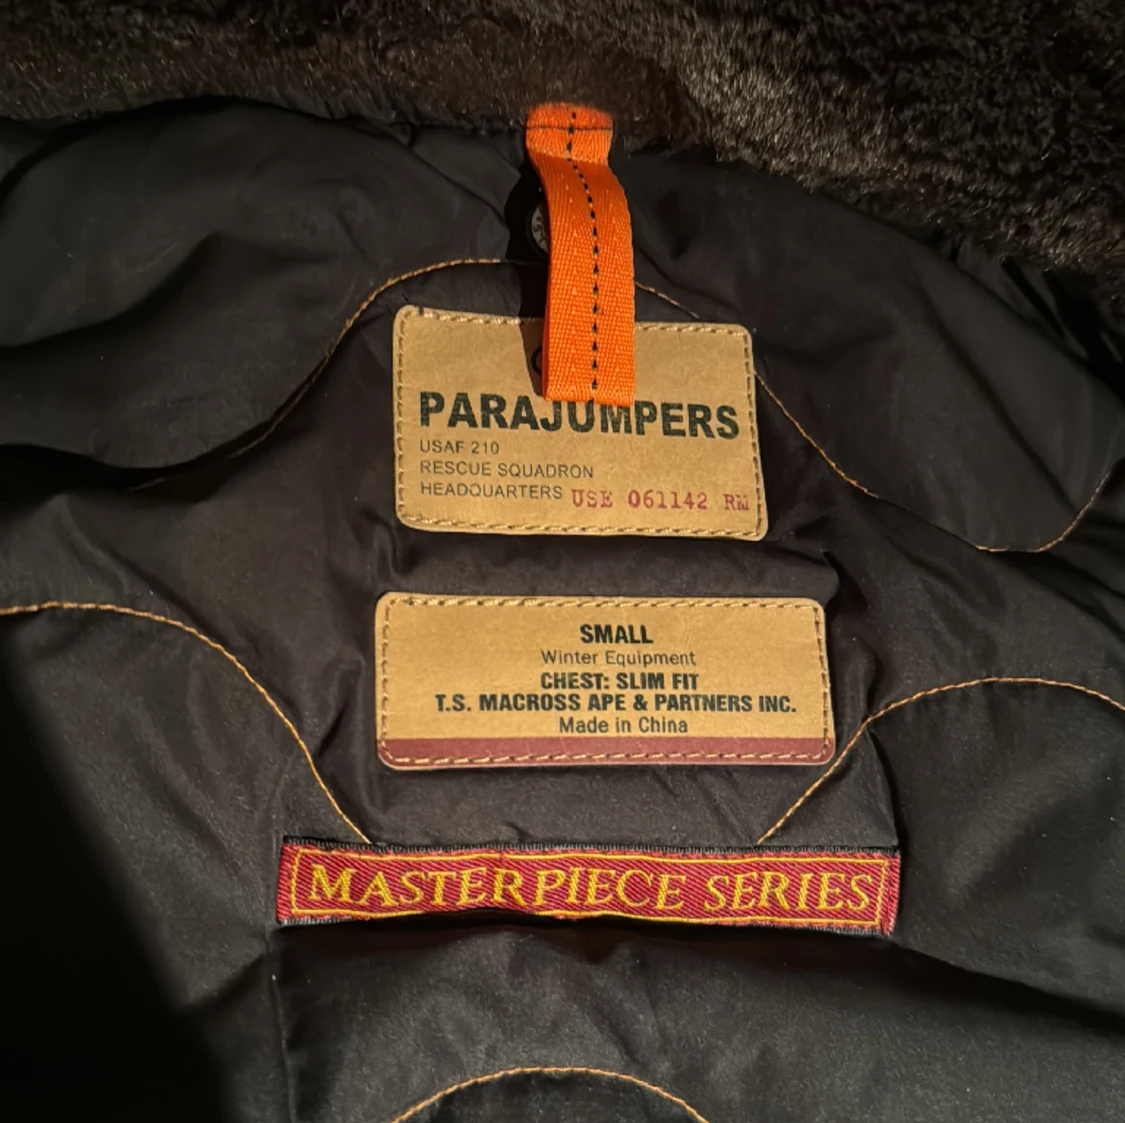 PARAJUMPERS
USAF 210
RESCUE SQUADRON
HEADQUARTERS USE 061142 RM
SMALL
Winter Equipment
CHEST: SLIM FIT
T.S. MACROSS APE & PARTNERS INC.
Made in China
MASTERPIECE SERIES